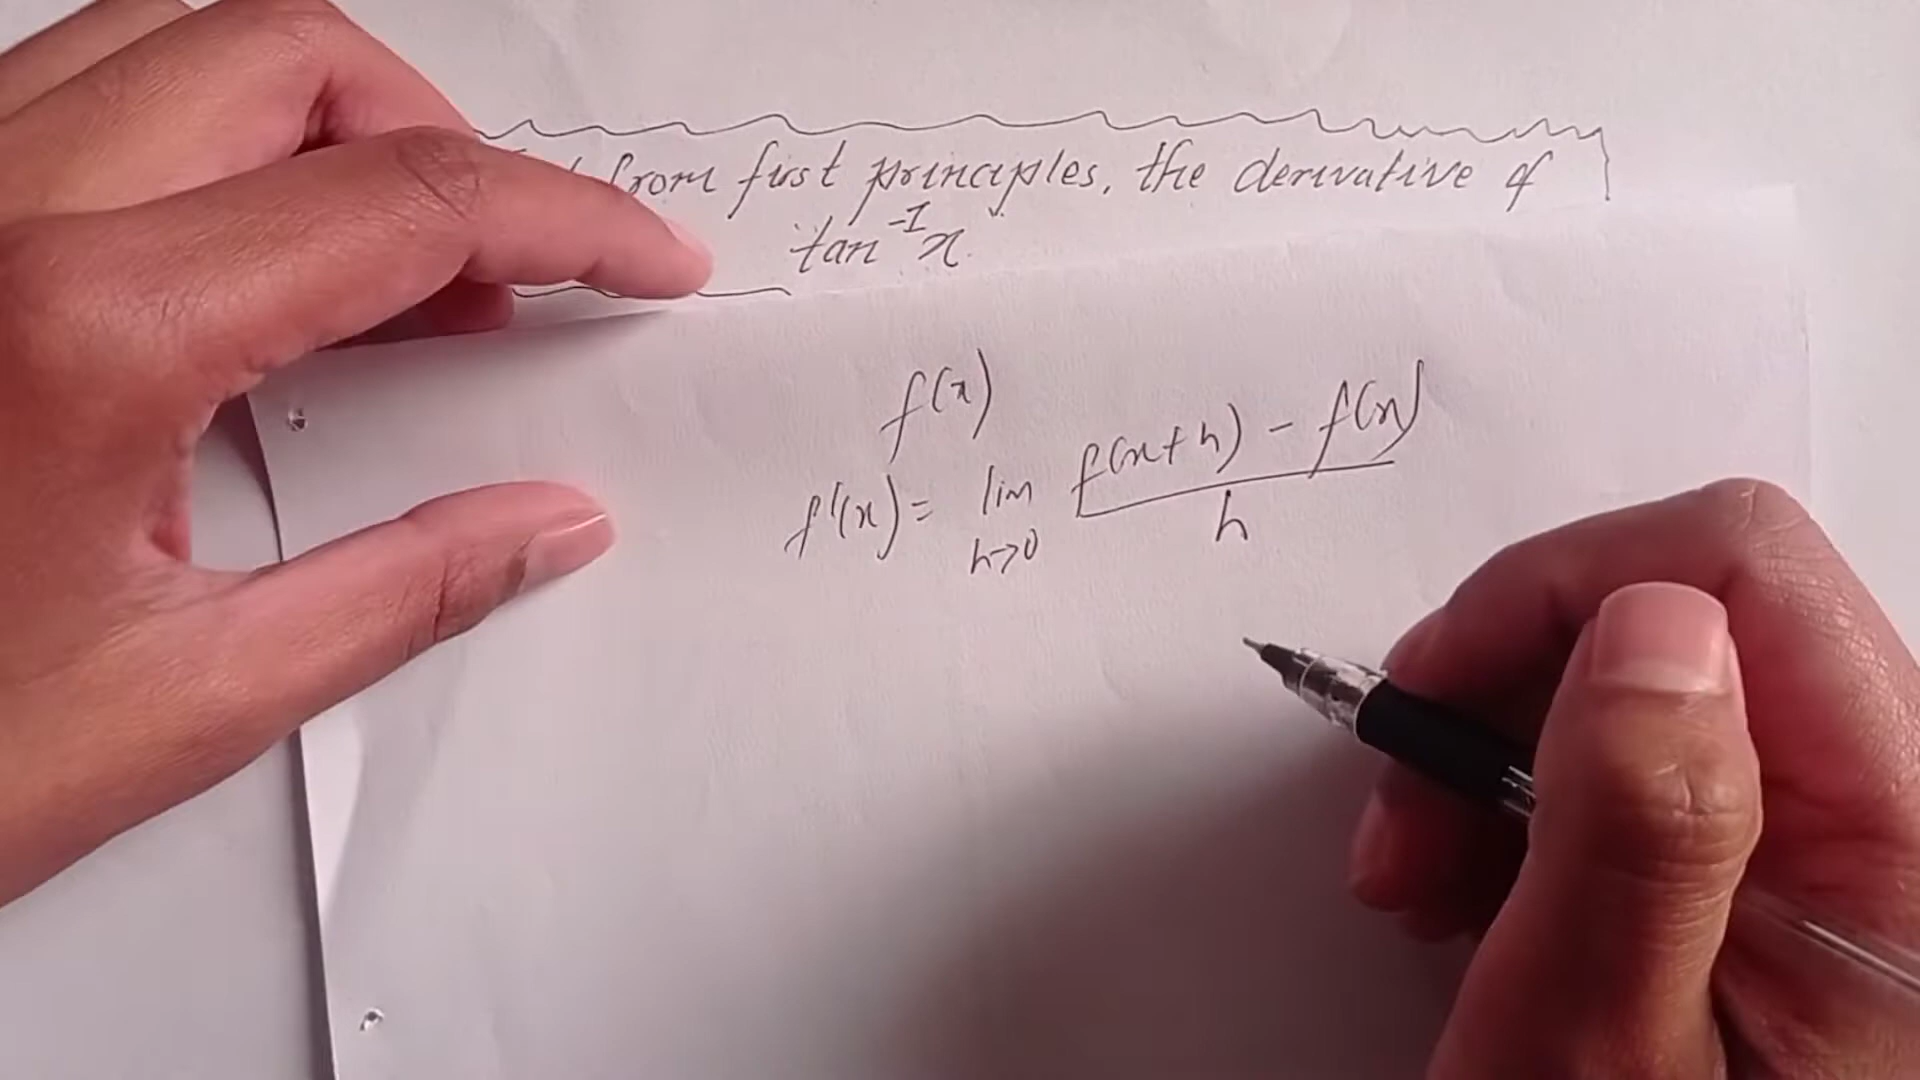 from first principles, the derivative of
tan⁻¹x.
f(x)
f'(x) = lim h→0 f(x+h) - f(x) / h